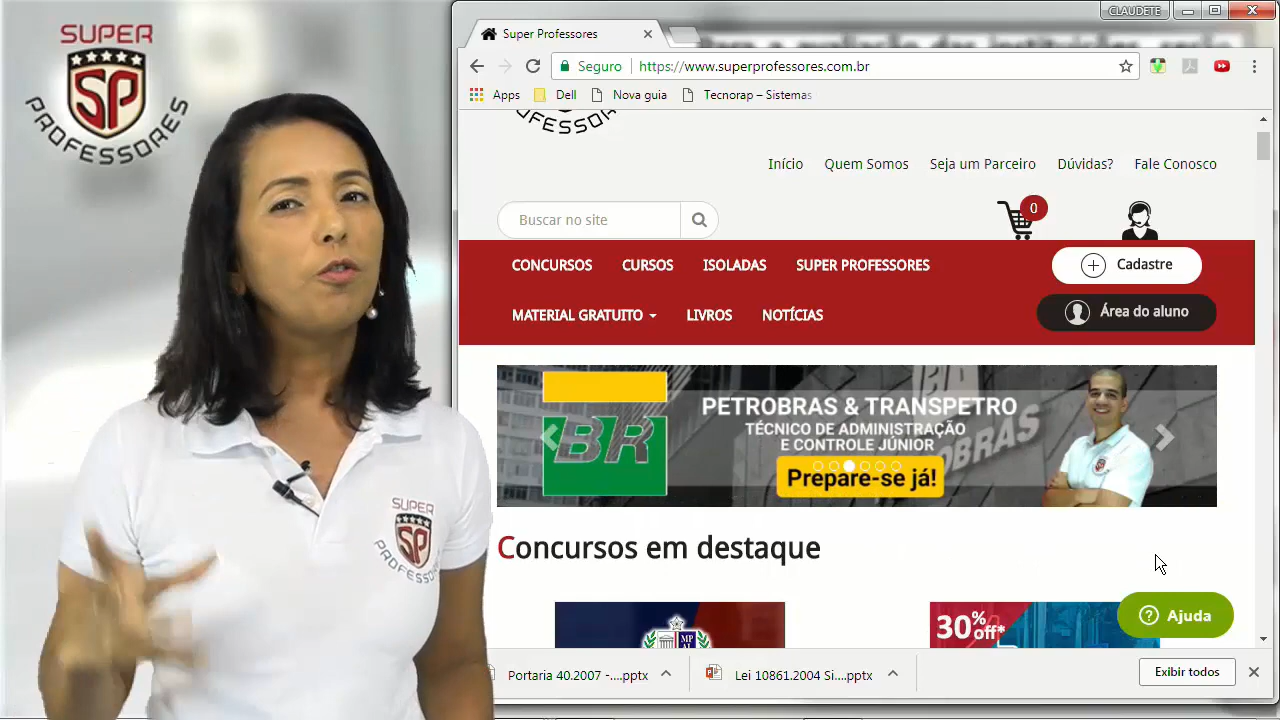 SUPER
SP
PROFESSORES
SUPER
SP
PROFESSORES
CLAUDETE
Super Professores
Seguro
https://www.superprofessores.com.br
Apps
Dell
Nova guia
Tecnorap – Sistemas
Início
Quem Somos
Seja um Parceiro
Dúvidas?
Fale Conosco
Buscar no site
0
CONCURSOS
CURSOS
ISOLADAS
SUPER PROFESSORES
Cadastre
MATERIAL GRATUITO
LIVROS
NOTÍCIAS
Área do aluno
BR
PETROBRAS & TRANSPETRO
TÉCNICO DE ADMINISTRAÇÃO
E CONTROLE JÚNIOR
Prepare-se já!
Concursos em destaque
MP
30% off*
Ajuda
Portaria 40.2007 -....pptx
Lei 10861.2004 Si....pptx
Exibir todos